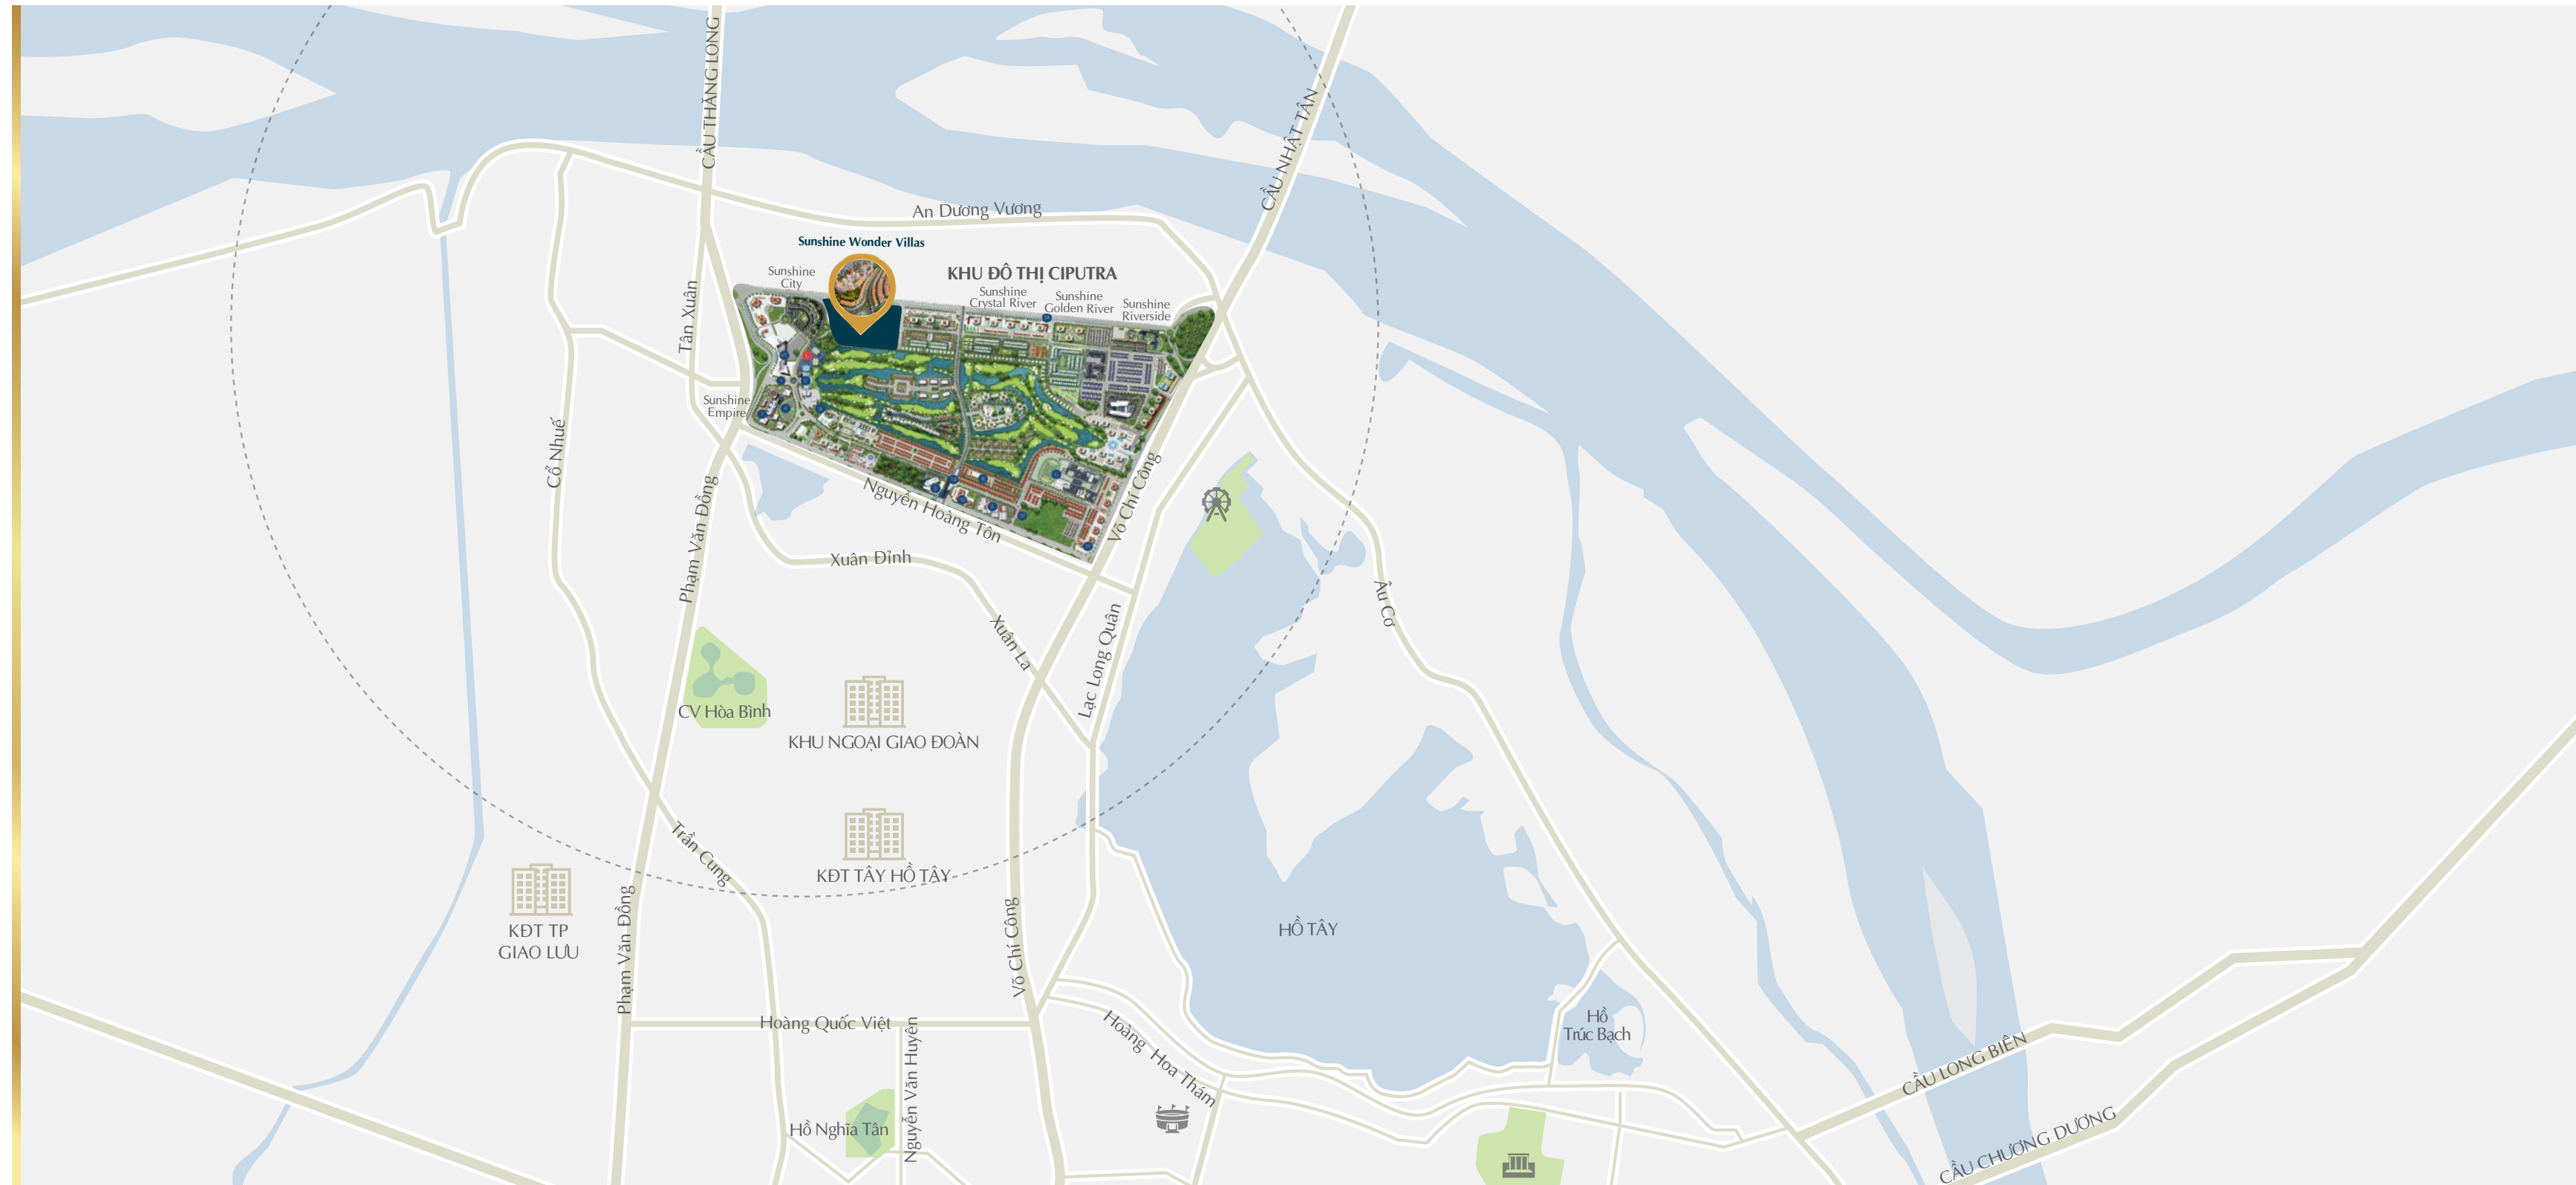 CẦU THĂNG LONG
CẦU NHẬT TÂN
An Dương Vương
Sunshine Wonder Villas
Sunshine
City
KHU ĐÔ THỊ CIPUTRA
Sunshine
Crystal River
Sunshine
Golden River
Sunshine
Riverside
Tân Xuân
Sunshine
Empire
Cổ Nhuế
Phạm Văn Đồng
Nguyễn Hoàng Tôn
Võ Chí Công
Xuân Đỉnh
Xuân La
Lạc Long Quân
Âu Cơ
CV Hòa Bình
KHU NGOẠI GIAO ĐOÀN
Trần Cung
KĐT TÂY HỒ TÂY
KĐT TP
GIAO LƯU
Phạm Văn Đồng
Võ Chí Công
HỒ TÂY
Hoàng Quốc Việt
Nguyễn Văn Huyên
Hoàng Hoa Thám
Hồ
Trúc Bạch
Hồ Nghĩa Tân
CẦU LONG BIÊN
CẦU CHƯƠNG DƯƠNG